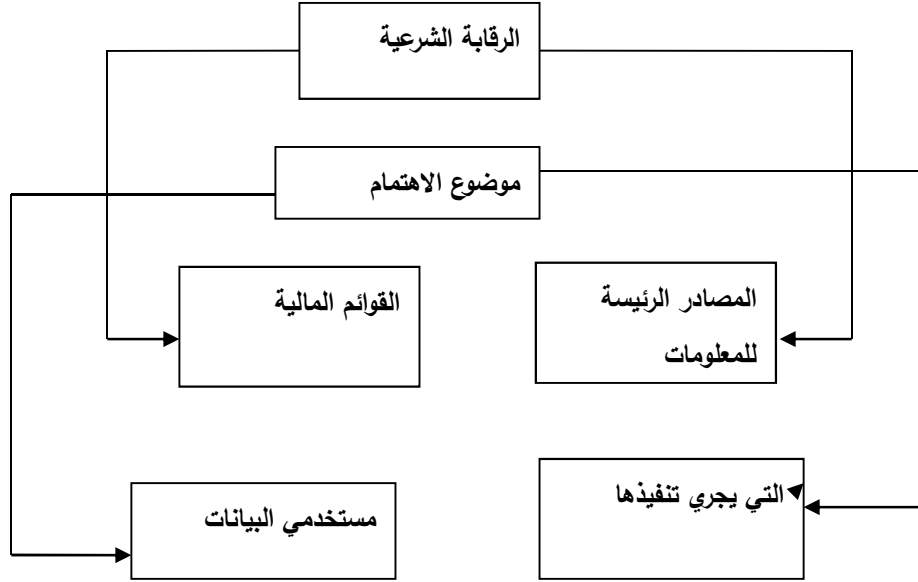 الرقابة الشرعية
موضوع الاهتمام
المصادر الرئيسة
للمعلومات
القوائم المالية
التي يجري تنفيذها
مستخدمي البيانات